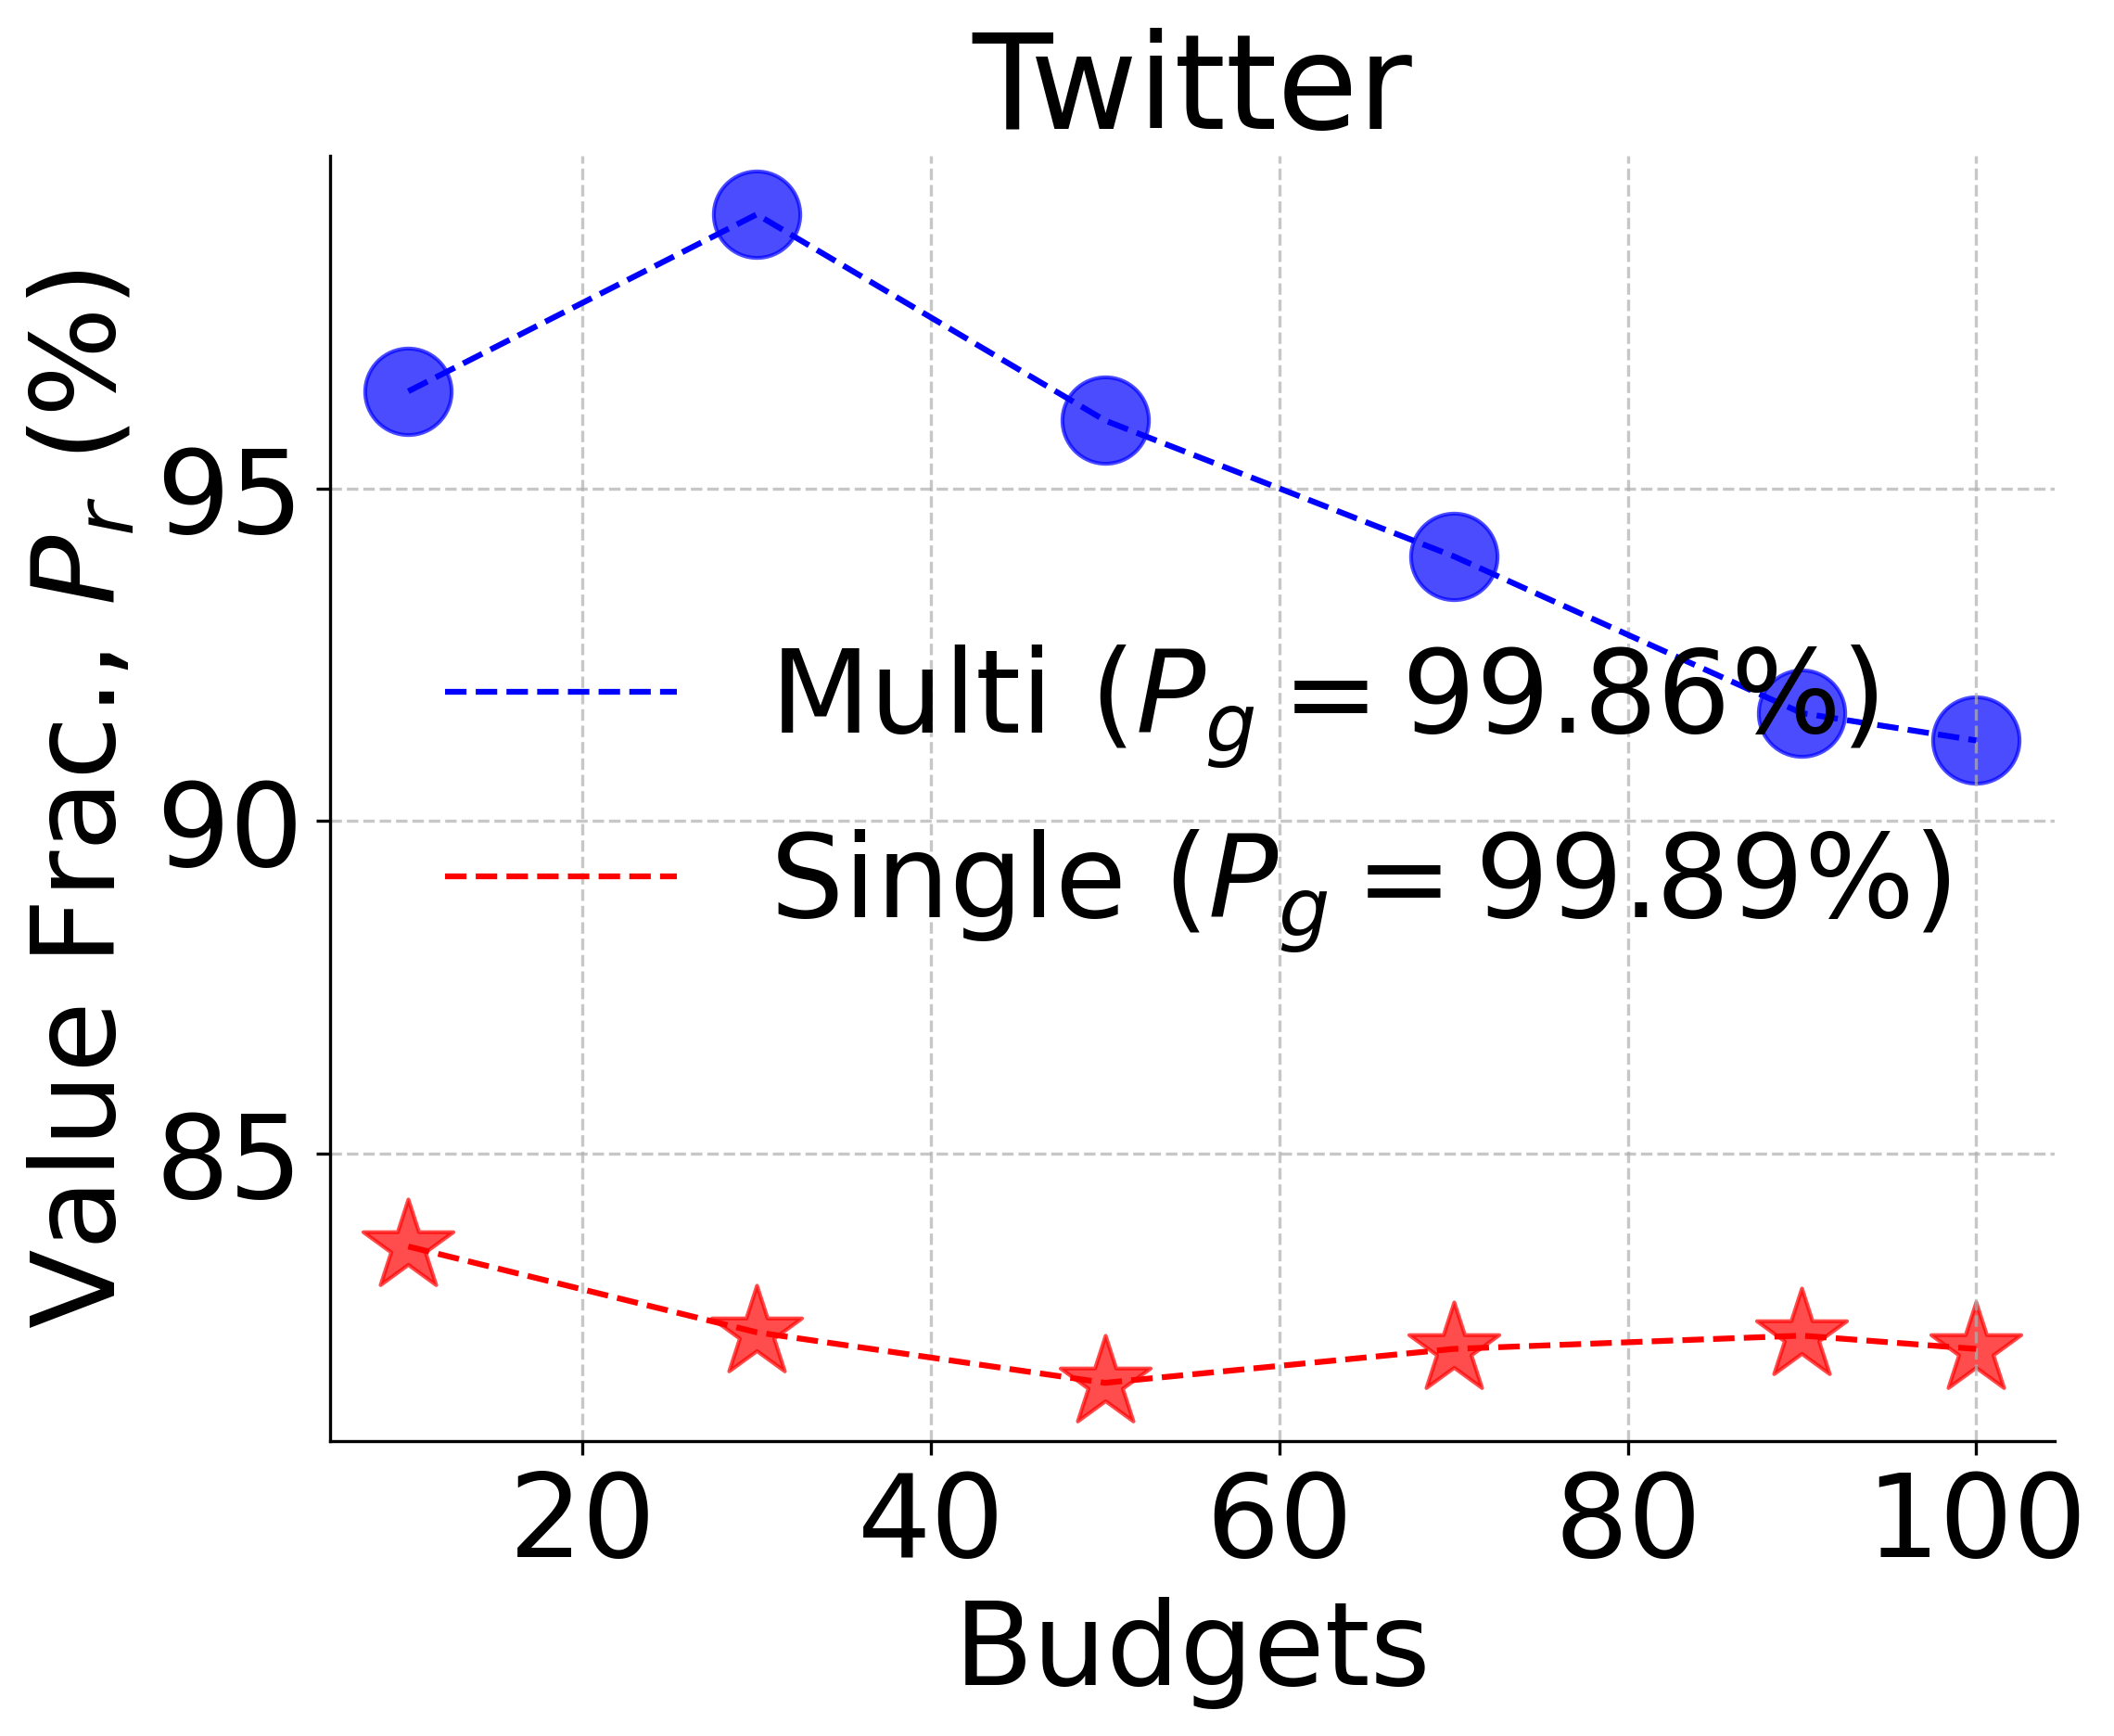 Twitter
Value Frac., P_r (%)
95
90
85
Multi (P_g = 99.86%)
Single (P_g = 99.89%)
20 40 60 80 100
Budgets